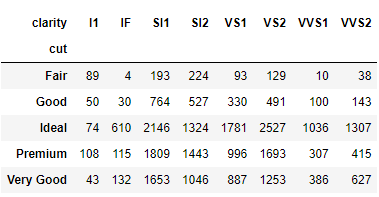 clarity I1 IF SI1 SI2 VS1 VS2 VVS1 VVS2
cut
Fair 89 4 193 224 93 129 10 38
Good 50 30 764 527 330 491 100 143
Ideal 74 610 2146 1324 1781 2527 1036 1307
Premium 108 115 1809 1443 996 1693 307 415
Very Good 43 132 1653 1046 887 1253 386 627